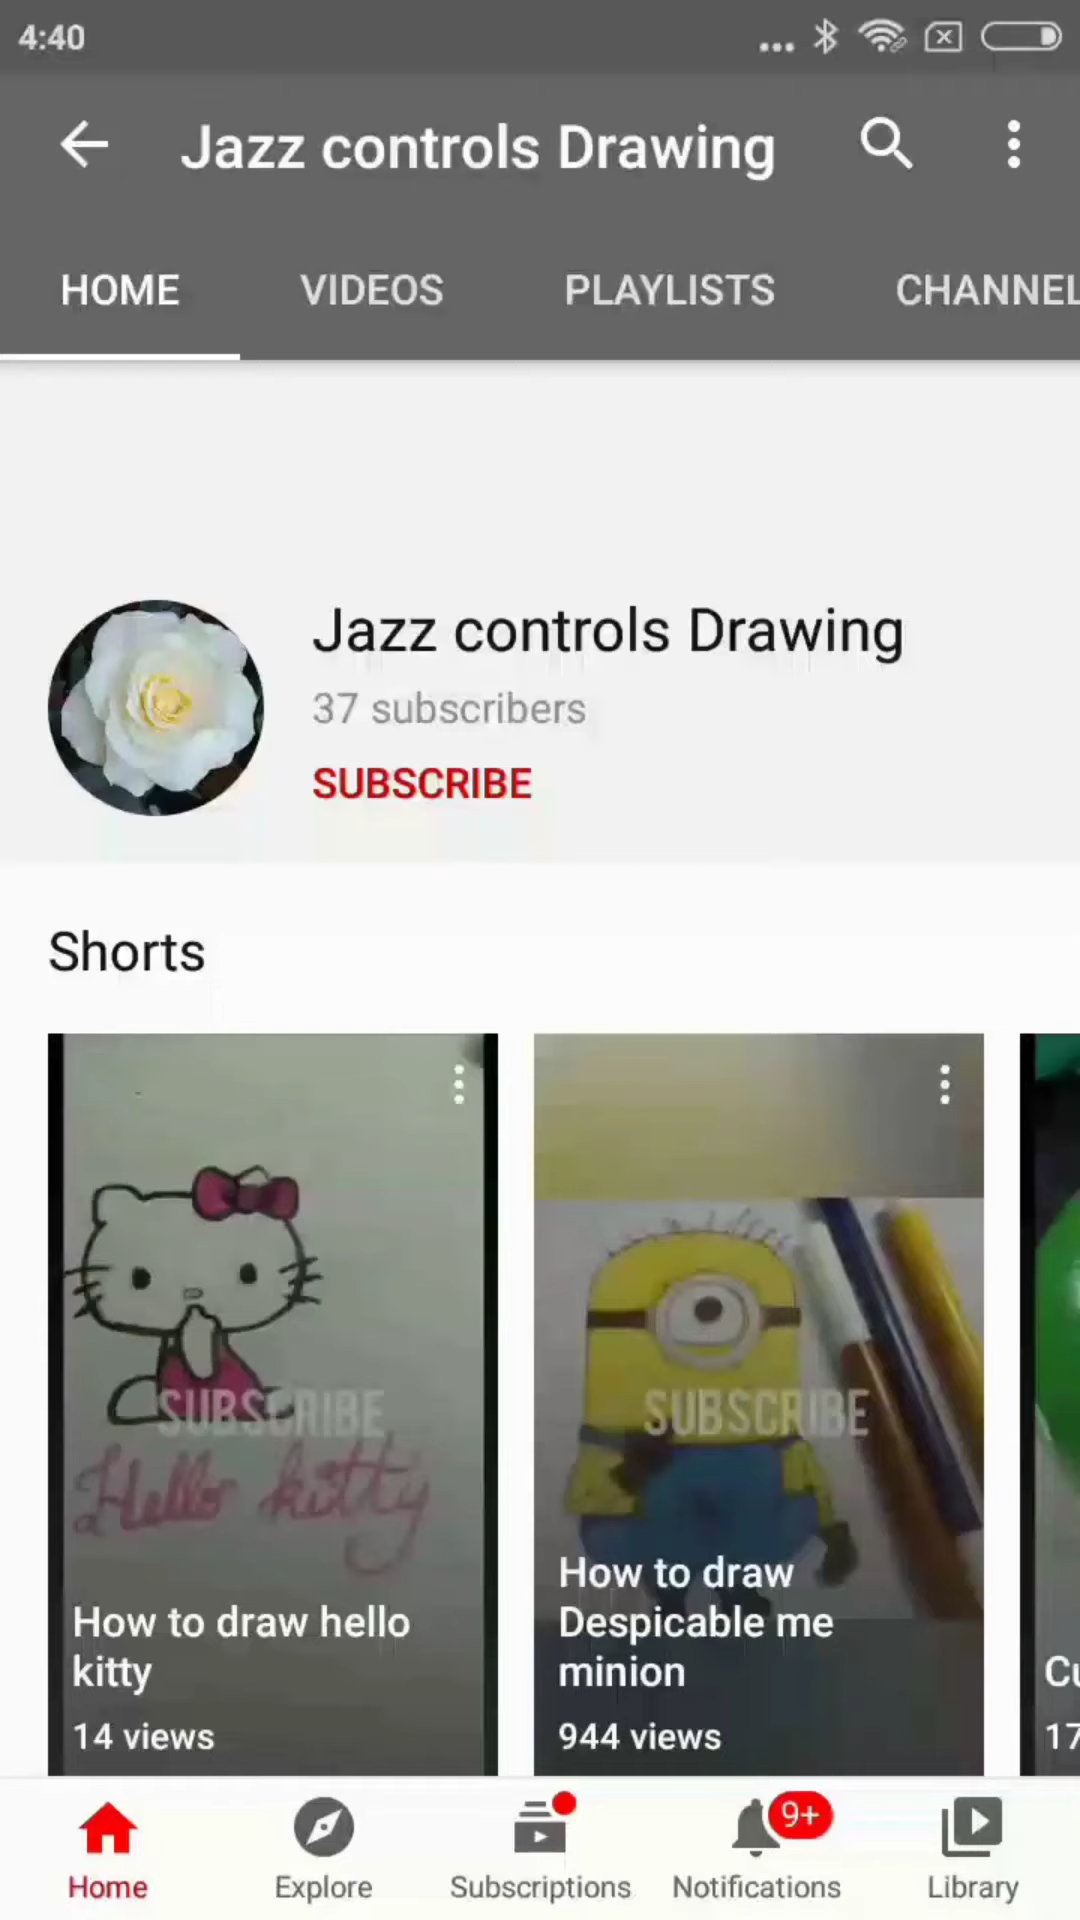 4:40
Jazz controls Drawing
HOME VIDEOS PLAYLISTS CHANNEL
Jazz controls Drawing
37 subscribers
SUBSCRIBE
Shorts
SUBSCRIBE
Hello kitty
How to draw hello
kitty
14 views
SUBSCRIBE
How to draw
Despicable me
minion
944 views
Cu
17
Home Explore Subscriptions 9+ Notifications Library